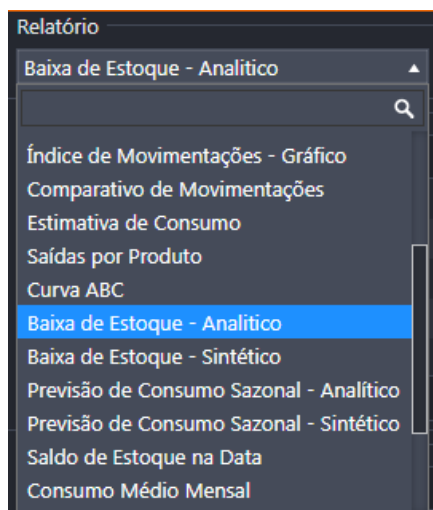 Relatório
Baixa de Estoque - Analitico
Índice de Movimentações - Gráfico
Comparativo de Movimentações
Estimativa de Consumo
Saídas por Produto
Curva ABC
Baixa de Estoque - Analitico
Baixa de Estoque - Sintético
Previsão de Consumo Sazonal - Analítico
Previsão de Consumo Sazonal - Sintético
Saldo de Estoque na Data
Consumo Médio Mensal